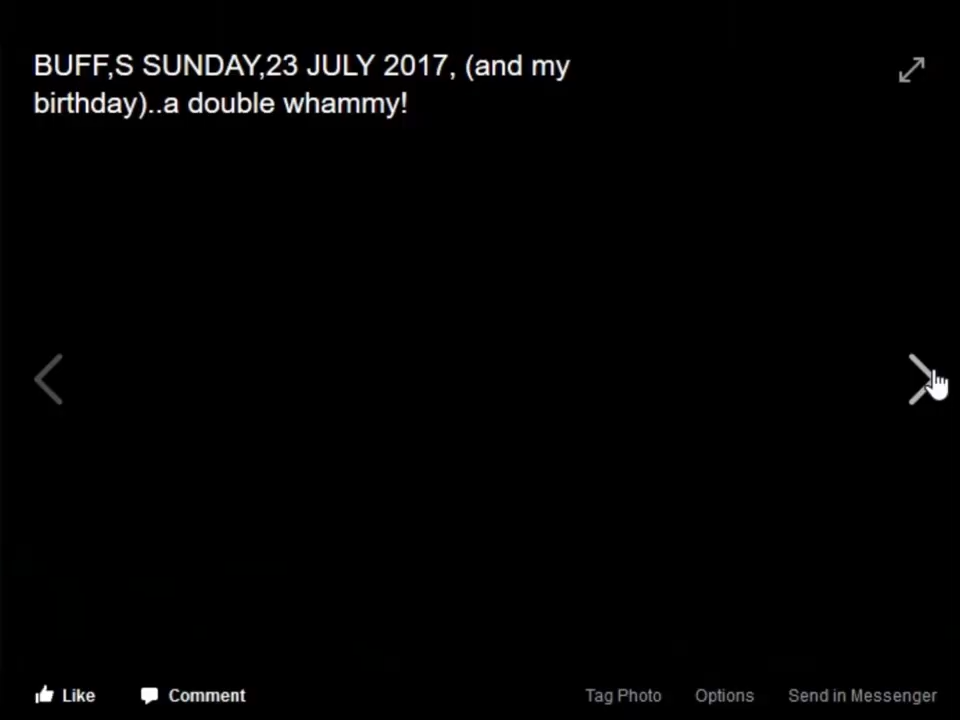 BUFF,S SUNDAY,23 JULY 2017, (and my
birthday)..a double whammy!
Like Comment Tag Photo Options Send in Messenger